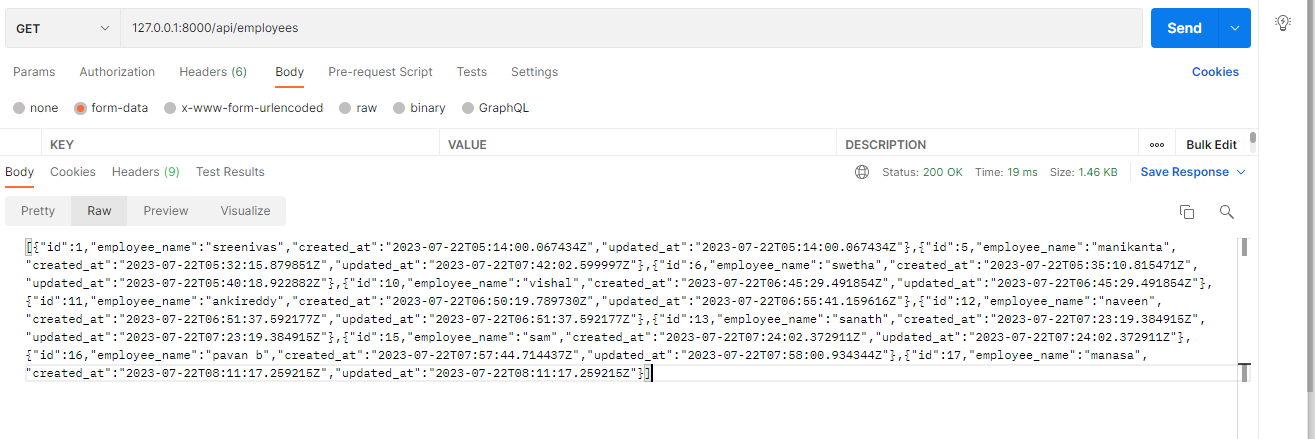 GET 127.0.0.1:8000/api/employees Send
Params Authorization Headers (6) Body Pre-request Script Tests Settings Cookies
none form-data x-www-form-urlencoded raw binary GraphQL
KEY VALUE DESCRIPTION Bulk Edit
Body Cookies Headers (9) Test Results Status: 200 OK Time: 19 ms Size: 1.46 KB Save Response
Pretty Raw Preview Visualize
[{"id":1,"employee_name":"sreenivas","created_at":"2023-07-22T05:14:00.067434Z","updated_at":"2023-07-22T05:14:00.067434Z"},{"id":5,"employee_name":"manikanta",
"created_at":"2023-07-22T05:32:15.879851Z","updated_at":"2023-07-22T07:42:02.599997Z"},{"id":6,"employee_name":"swetha","created_at":"2023-07-22T05:35:10.815471Z",
"updated_at":"2023-07-22T05:40:18.922882Z"},{"id":10,"employee_name":"vishal","created_at":"2023-07-22T06:45:29.491854Z","updated_at":"2023-07-22T06:45:29.491854Z"},
{"id":11,"employee_name":"ankireddy","created_at":"2023-07-22T06:50:19.789730Z","updated_at":"2023-07-22T06:55:41.159616Z"},{"id":12,"employee_name":"naveen",
"created_at":"2023-07-22T06:51:37.592177Z","updated_at":"2023-07-22T06:51:37.592177Z"},{"id":13,"employee_name":"sanath","created_at":"2023-07-22T07:23:19.384915Z",
"updated_at":"2023-07-22T07:23:19.384915Z"},{"id":15,"employee_name":"sam","created_at":"2023-07-22T07:24:02.372911Z","updated_at":"2023-07-22T07:24:02.372911Z"},
{"id":16,"employee_name":"pavan b","created_at":"2023-07-22T07:57:44.714437Z","updated_at":"2023-07-22T07:58:00.934344Z"},{"id":17,"employee_name":"manasa",
"created_at":"2023-07-22T08:11:17.259215Z","updated_at":"2023-07-22T08:11:17.259215Z"}]